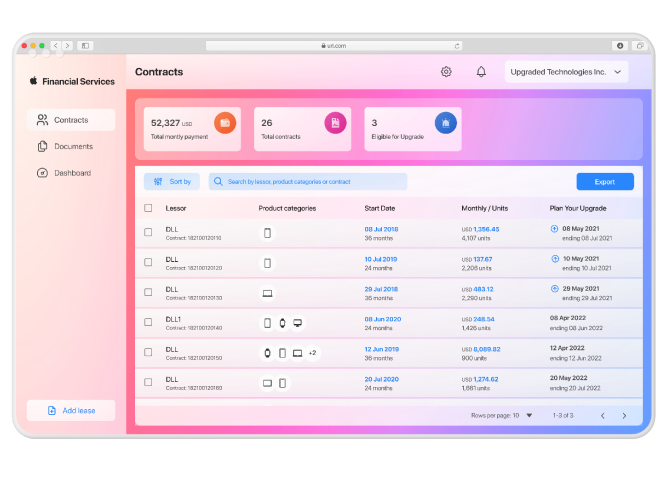 url.com
Financial Services
Contracts
Upgraded Technologies Inc.
Contracts
Documents
Dashboard
Add lease
52,327 USD
Total montly payment
26
Total contracts
3
Eligible for Upgrade
Sort by
Search by lessor, product categories or contract
Export
Lessor Product categories Start Date Monthly / Units Plan Your Upgrade
DLL 08 Jul 2018 USD 1,356.45 08 May 2021
Contract: 182100120110 36 months 4,107 units ending 08 Jul 2021
DLL 10 Jul 2019 USD 137.67 10 May 2021
Contract: 182100120120 24 months 2,206 units ending 10 Jul 2021
DLL 29 Jul 2018 USD 483.12 29 May 2021
Contract: 182100120130 36 months 2,290 units ending 29 Jul 2021
DLL1 08 Jun 2020 USD 248.54 08 Apr 2022
Contract: 182100120140 24 months 1,426 units ending 08 Jun 2022
DLL +2 12 Jun 2019 USD 8,089.82 12 Apr 2022
Contract: 182100120150 36 months 900 units ending 12 Jun 2022
DLL 20 Jul 2020 USD 1,274.62 20 May 2022
Contract: 182100120160 24 months 1,661 units ending 20 Jul 2022
Rows per page: 10 1-3 of 3